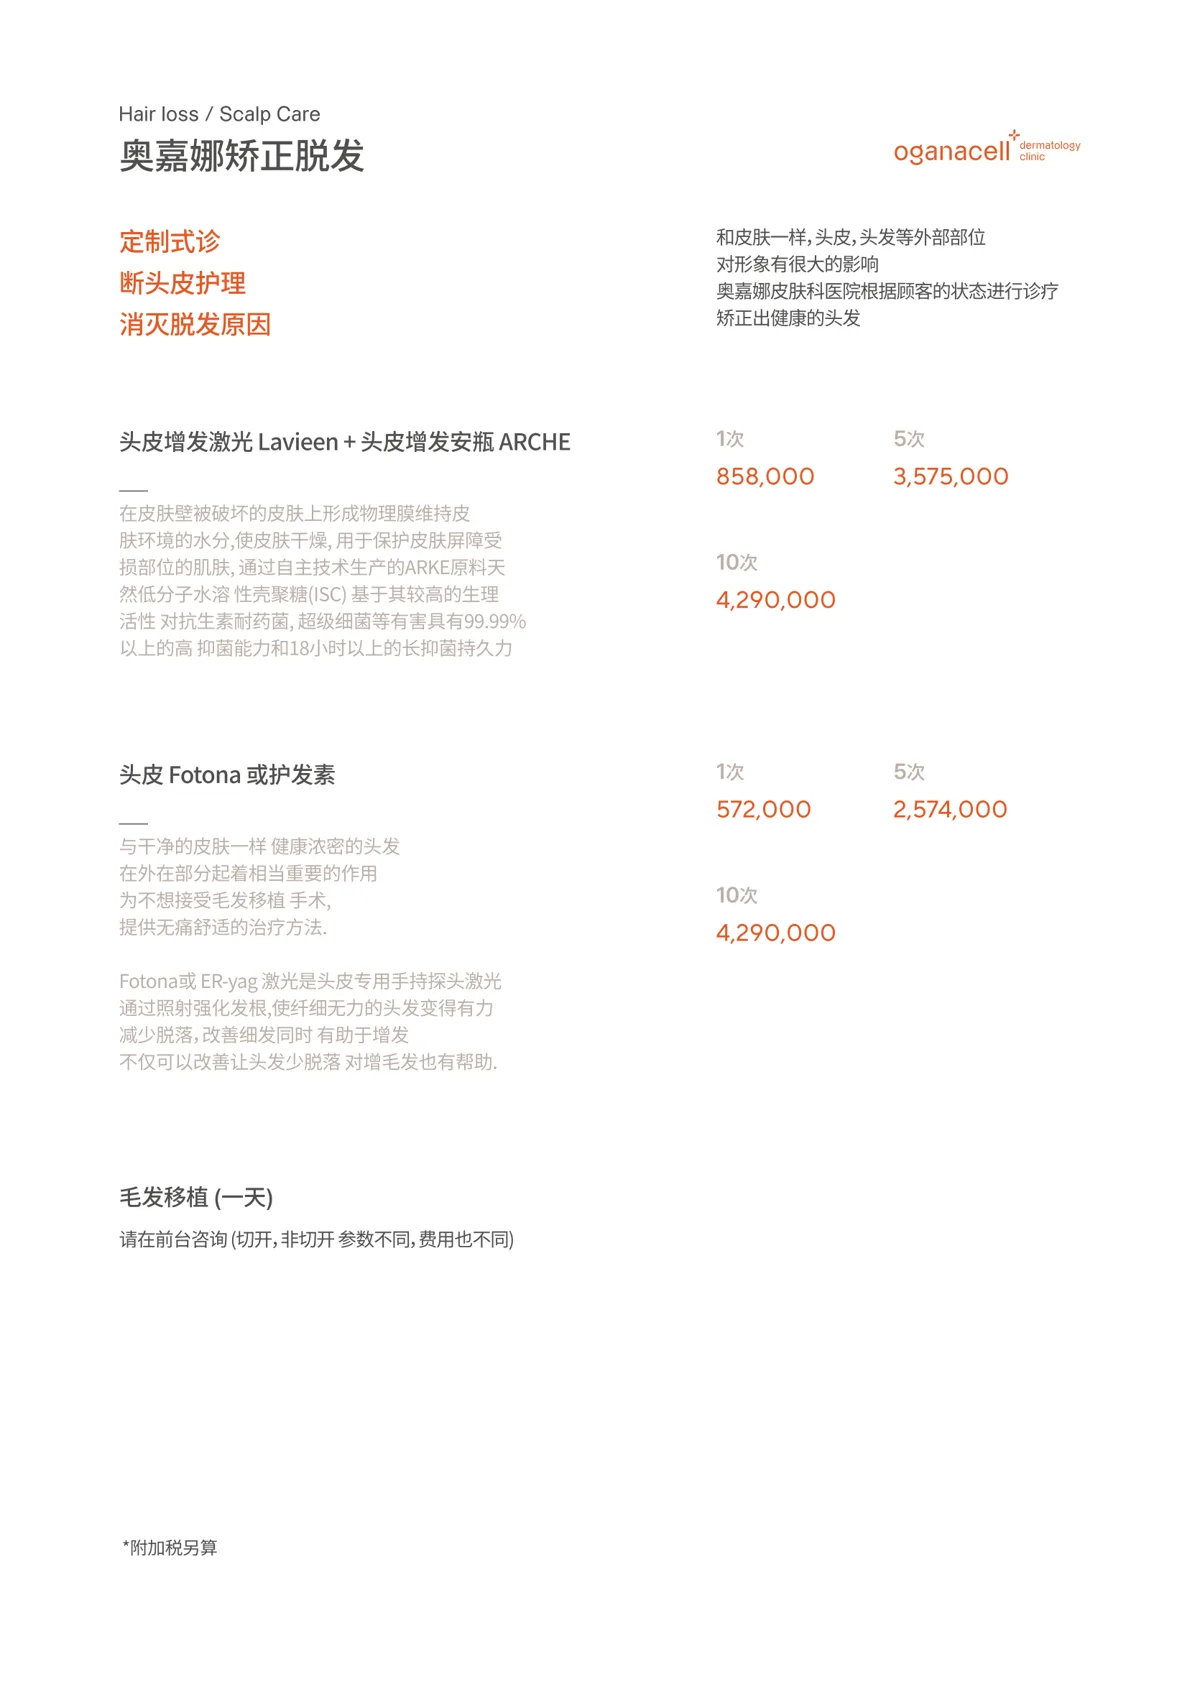 Hair loss / Scalp Care
奥嘉娜矫正脱发
oganacell
dermatology
clinic
定制式诊
断头皮护理
消灭脱发原因
和皮肤一样，头皮，头发等外部部位
对形象有很大的影响
奥嘉娜皮肤科医院根据顾客的状态进行诊疗
矫正出健康的头发
头皮增发激光 Lavieen + 头皮增发安瓶 ARCHE
在皮肤壁被破坏的皮肤上形成物理膜维持皮
肤环境的水分,使皮肤干燥, 用于保护皮肤屏障受
损部位的肌肤, 通过自主技术生产的ARKE原料天
然低分子水溶 性壳聚糖(ISC) 基于其较高的生理
活性 对抗生素耐药菌, 超级细菌等有害具有99.99%
以上的高 抑菌能力和18小时以上的长抑菌持久力
1次
858,000
5次
3,575,000
10次
4,290,000
头皮 Fotona 或护发素
与干净的皮肤一样 健康浓密的头发
在外在部分起着相当重要的作用
为不想接受毛发移植 手术,
提供无痛舒适的治疗方法.
Fotona或 ER-yag 激光是头皮专用手持探头激光
通过照射强化发根,使纤细无力的头发变得有力
减少脱落，改善细发同时 有助于增发
不仅可以改善让头发少脱落 对增毛发也有帮助.
1次
572,000
5次
2,574,000
10次
4,290,000
毛发移植 (一天)
请在前台咨询 (切开，非切开 参数不同，费用也不同)
*附加税另算